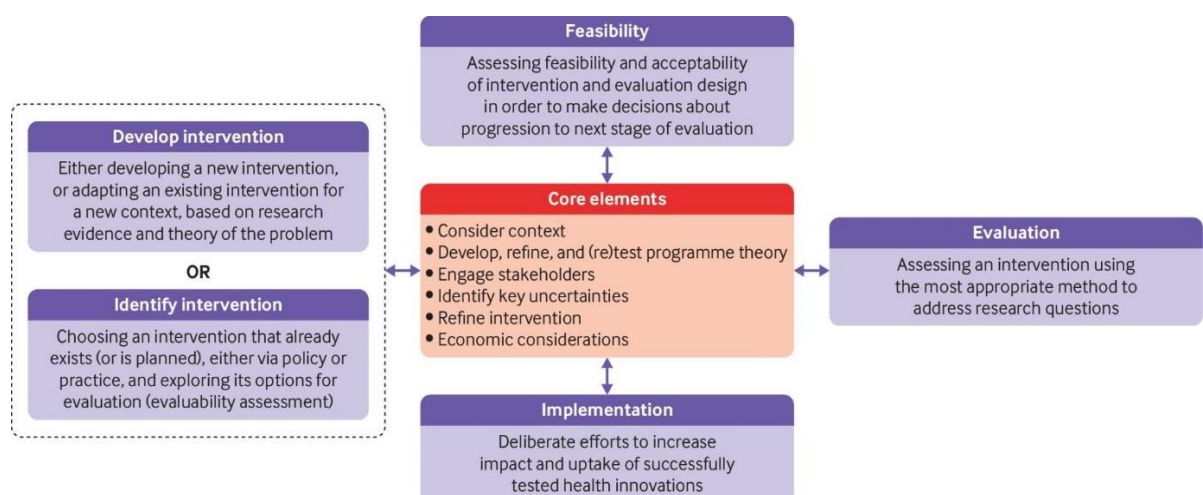 Feasibility
Assessing feasibility and acceptability
of intervention and evaluation design
in order to make decisions about
progression to next stage of evaluation
Develop intervention
Either developing a new intervention,
or adapting an existing intervention for
a new context, based on research
evidence and theory of the problem
OR
Identify intervention
Choosing an intervention that already
exists (or is planned), either via policy or
practice, and exploring its options for
evaluation (evaluability assessment)
Core elements
• Consider context
• Develop, refine, and (re)test programme theory
• Engage stakeholders
• Identify key uncertainties
• Refine intervention
• Economic considerations
Evaluation
Assessing an intervention using
the most appropriate method to
address research questions
Implementation
Deliberate efforts to increase
impact and uptake of successfully
tested health innovations